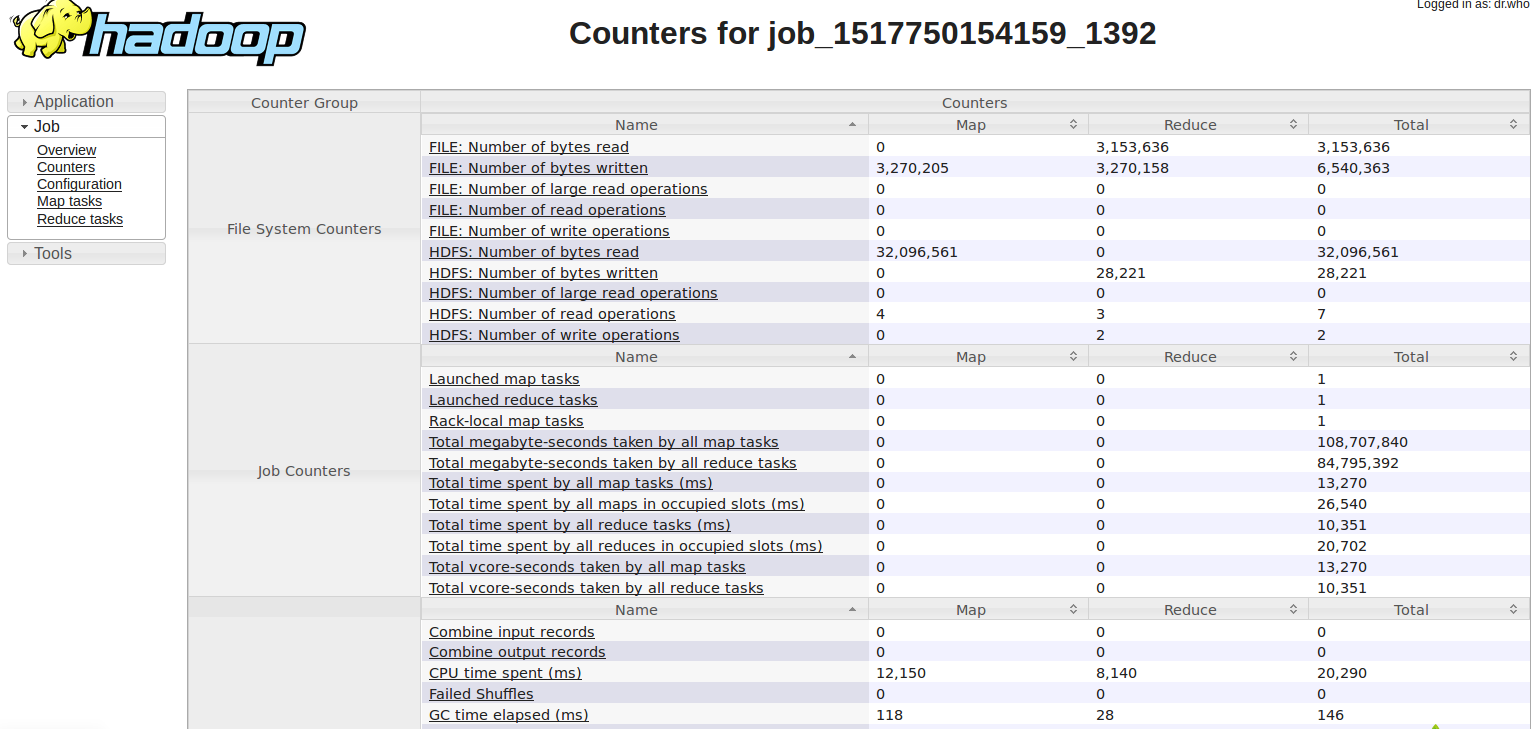 Logged in as: dr.who
hadoop
Counters for job_1517750154159_1392
Application
Job
Overview
Counters
Configuration
Map tasks
Reduce tasks
Tools
Counter Group Counters
File System Counters
Name Map Reduce Total
FILE: Number of bytes read 0 3,153,636 3,153,636
FILE: Number of bytes written 3,270,205 3,270,158 6,540,363
FILE: Number of large read operations 0 0 0
FILE: Number of read operations 0 0 0
FILE: Number of write operations 0 0 0
HDFS: Number of bytes read 32,096,561 0 32,096,561
HDFS: Number of bytes written 0 28,221 28,221
HDFS: Number of large read operations 0 0 0
HDFS: Number of read operations 4 3 7
HDFS: Number of write operations 0 2 2
Job Counters
Name Map Reduce Total
Launched map tasks 0 0 1
Launched reduce tasks 0 0 1
Rack-local map tasks 0 0 1
Total megabyte-seconds taken by all map tasks 0 0 108,707,840
Total megabyte-seconds taken by all reduce tasks 0 0 84,795,392
Total time spent by all map tasks (ms) 0 0 13,270
Total time spent by all maps in occupied slots (ms) 0 0 26,540
Total time spent by all reduce tasks (ms) 0 0 10,351
Total time spent by all reduces in occupied slots (ms) 0 0 20,702
Total vcore-seconds taken by all map tasks 0 0 13,270
Total vcore-seconds taken by all reduce tasks 0 0 10,351
Name Map Reduce Total
Combine input records 0 0 0
Combine output records 0 0 0
CPU time spent (ms) 12,150 8,140 20,290
Failed Shuffles 0 0 0
GC time elapsed (ms) 118 28 146